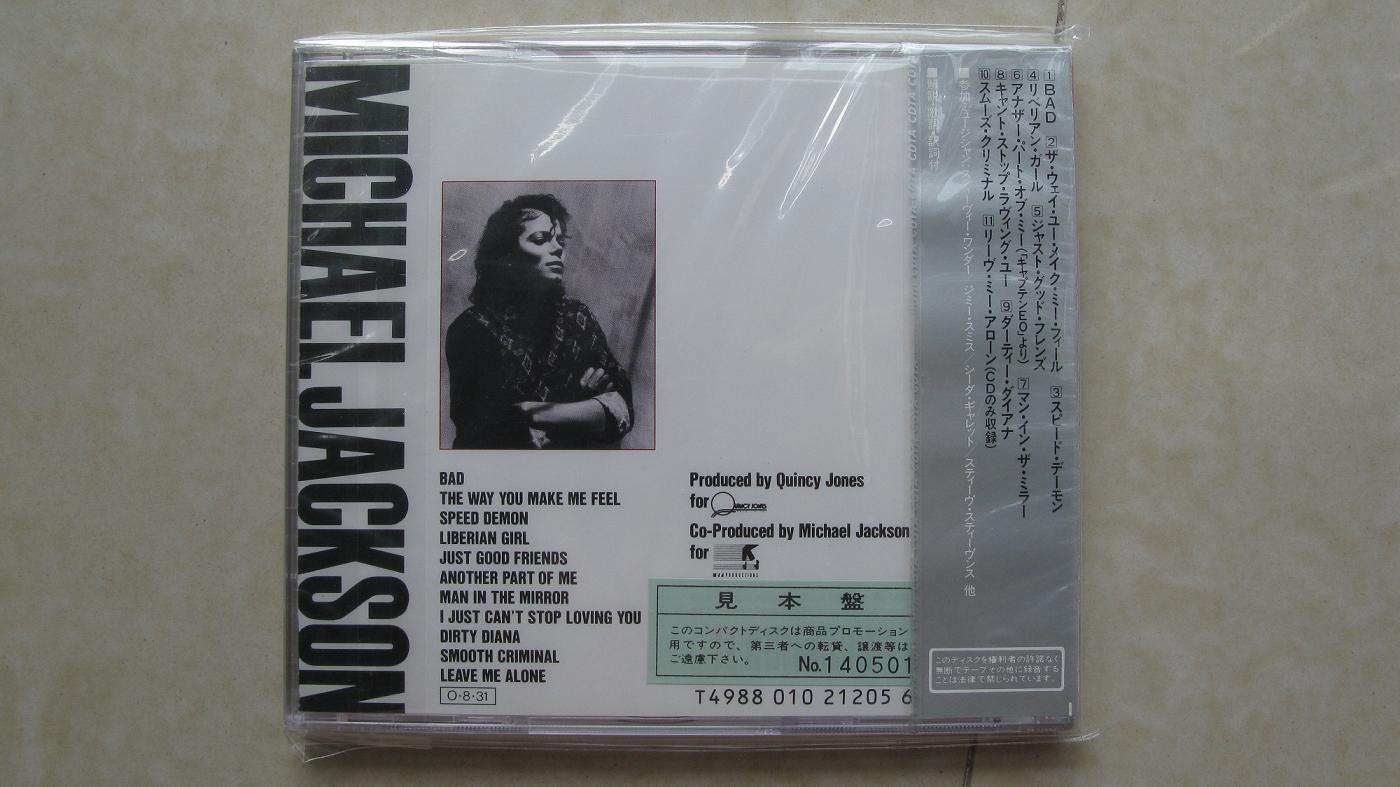 MICHAEL JACKSON
BAD
THE WAY YOU MAKE ME FEEL
SPEED DEMON
LIBERIAN GIRL
JUST GOOD FRIENDS
ANOTHER PART OF ME
MAN IN THE MIRROR
I JUST CAN'T STOP LOVING YOU
DIRTY DIANA
SMOOTH CRIMINAL
LEAVE ME ALONE
O·8·31
Produced by Quincy Jones
for QUINCY JONES
Co-Produced by Michael Jackson
for
MJJ PRODUCTIONS
見本盤
このコンパクトディスクは商品プロモーション
用ですので、第三者への転貸、譲渡等は
ご遠慮下さい。
No.140501
T4988 010 21205 6
1 BAD 2 ザ・ウェイ・ユー・メイク・ミー・フィール 3 スピード・デーモン
4 リベリアン・ガール 5 ジャスト・グッド・フレンズ
6 アナザー・パート・オブ・ミー(「キャプテンEO」より) 7 マン・イン・ザ・ミラー
8 キャント・ストップ・ラヴィング・ユー 9 ダーティー・ダイアナ
10 スムーズ・クリミナル 11 リーヴ・ミー・アローン(CDのみ収録)
■参加ミュージシャン ヴィー・ワンダー ジミー・スミス シーダ・ギャレット スティーヴ・スティーヴンス 他
訳詞付
このディスクを権利者の許諾なく
無断でテープその他に録音する
ことは法律で禁じられています。